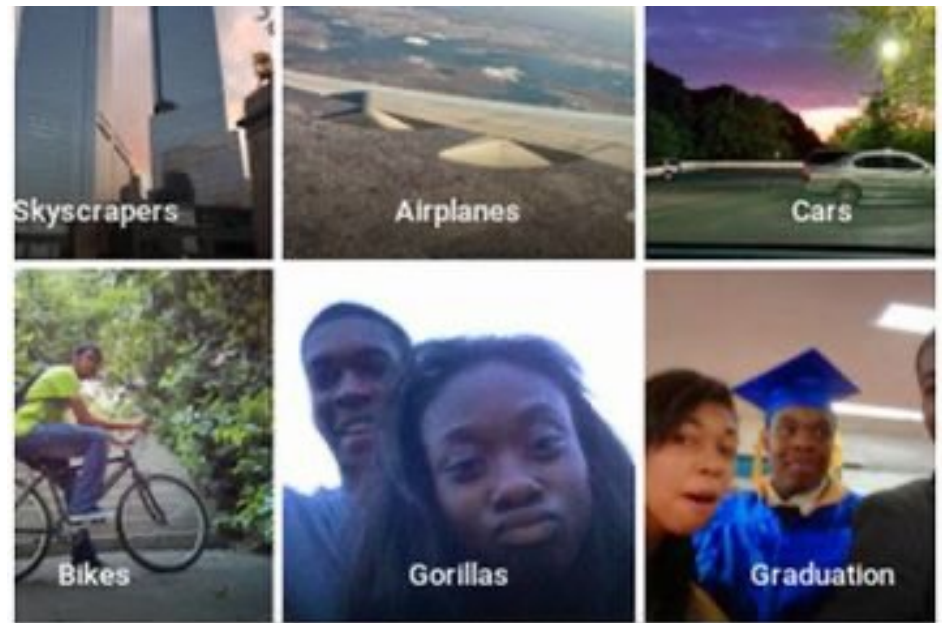 Skyscrapers
Airplanes
Cars
Bikes
Gorillas
Graduation